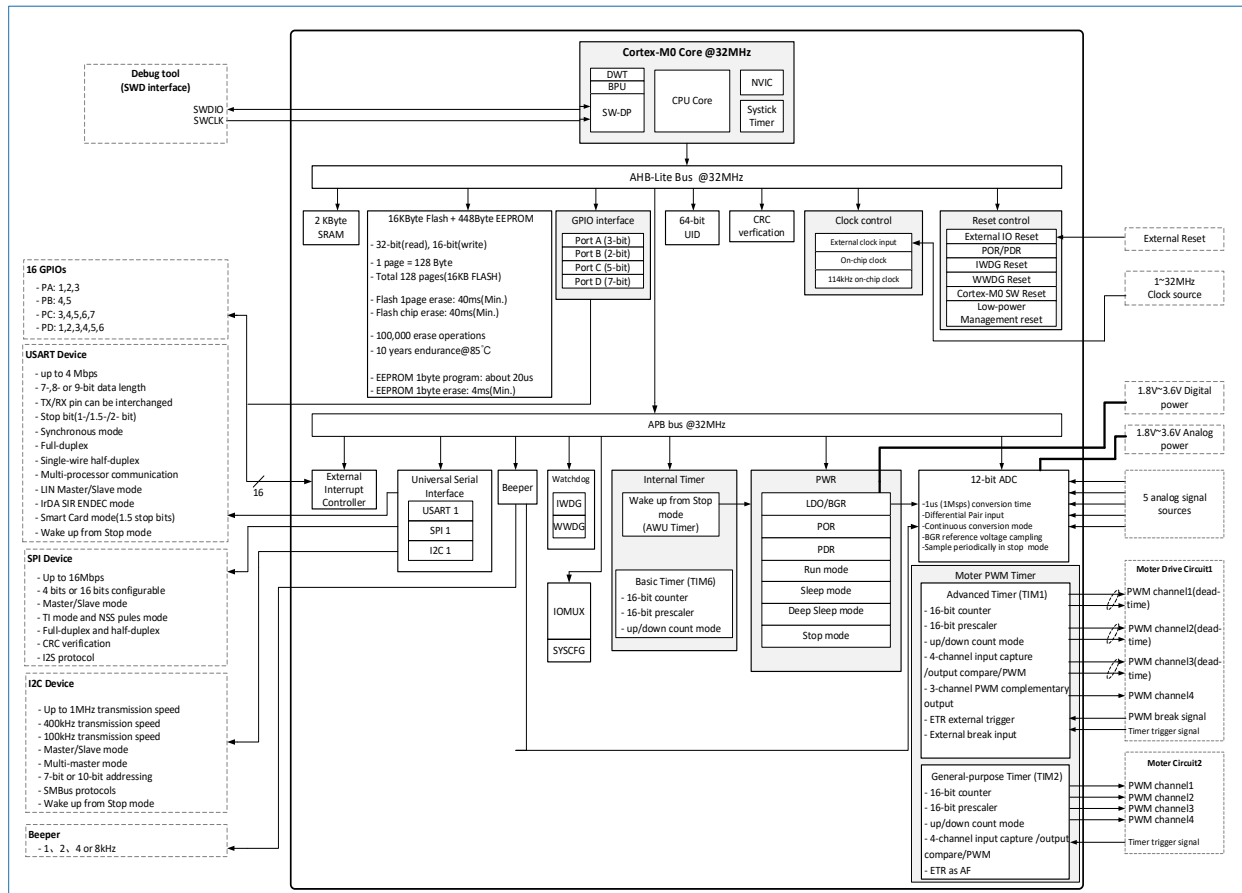 Cortex-M0 Core @32MHz
DWT
BPU
SW-DP
CPU Core
NVIC
Systick
Timer
Debug tool
(SWD interface)
SWDIO
SWCLK
AHB-Lite Bus @32MHz
2 KByte
SRAM
16KByte Flash + 448Byte EEPROM
- 32-bit(read), 16-bit(write)
- 1 page = 128 Byte
- Total 128 pages(16KB FLASH)
- Flash 1page erase: 40ms(Min.)
- Flash chip erase: 40ms(Min.)
- 100,000 erase operations
- 10 years endurance@85℃
- EEPROM 1byte program: about 20us
- EEPROM 1byte erase: 4ms(Min.)
GPIO interface
Port A (3-bit)
Port B (2-bit)
Port C (5-bit)
Port D (7-bit)
64-bit
UID
CRC
verfication
Clock control
External clock input
On-chip clock
114kHz on-chip clock
Reset control
External IO Reset
POR/PDR
IWDG Reset
WWDG Reset
Cortex-M0 SW Reset
Low-power
Management reset
External Reset
1~32MHz
Clock source
16 GPIOs
- PA: 1,2,3
- PB: 4,5
- PC: 3,4,5,6,7
- PD: 1,2,3,4,5,6
USART Device
- up to 4 Mbps
- 7-,8- or 9-bit data length
- TX/RX pin can be interchanged
- Stop bit(1-/1.5-/2- bit)
- Synchronous mode
- Full-duplex
- Single-wire half-duplex
- Multi-processor communication
- LIN Master/Slave mode
- IrDA SIR ENDEC mode
- Smart Card mode(1.5 stop bits)
- Wake up from Stop mode
SPI Device
- Up to 16Mbps
- 4 bits or 16 bits configurable
- Master/Slave mode
- TI mode and NSS pules mode
- Full-duplex and half-duplex
- CRC verification
- I2S protocol
I2C Device
- Up to 1MHz transmission speed
- 400kHz transmission speed
- 100kHz transmission speed
- Master/Slave mode
- Multi-master mode
- 7-bit or 10-bit addressing
- SMBus protocols
- Wake up from Stop mode
Beeper
- 1、2、4 or 8kHz
APB bus @32MHz
16
External
Interrupt
Controller
Universal Serial
Interface
USART 1
SPI 1
I2C 1
Beeper
Watchdog
IWDG
WWDG
IOMUX
SYSCFG
Internal Timer
Wake up from Stop
mode
(AWU Timer)
Basic Timer (TIM6)
- 16-bit counter
- 16-bit prescaler
- up/down count mode
PWR
LDO/BGR
POR
PDR
Run mode
Sleep mode
Deep Sleep mode
Stop mode
12-bit ADC
-1us (1Msps) conversion time
-Differential Pair input
-Continuous conversion mode
-BGR reference voltage campling
-Sample periodically in stop mode
1.8V~3.6V Digital
power
1.8V~3.6V Analog
power
5 analog signal
sources
Moter PWM Timer
Advanced Timer (TIM1)
- 16-bit counter
- 16-bit prescaler
- up/down count mode
- 4-channel input capture
/output compare/PWM
- 3-channel PWM complementary
output
- ETR external trigger
- External break input
General-purpose Timer (TIM2)
- 16-bit counter
- 16-bit prescaler
- up/down count mode
- 4-channel input capture /output
compare/PWM
- ETR as AF
Moter Drive Circuit1
PWM channel1(dead-
time)
PWM channel2(dead-
time)
PWM channel3(dead-
time)
PWM channel4
PWM break signal
Timer trigger signal
Moter Circuit2
PWM channel1
PWM channel2
PWM channel3
PWM channel4
Timer trigger signal